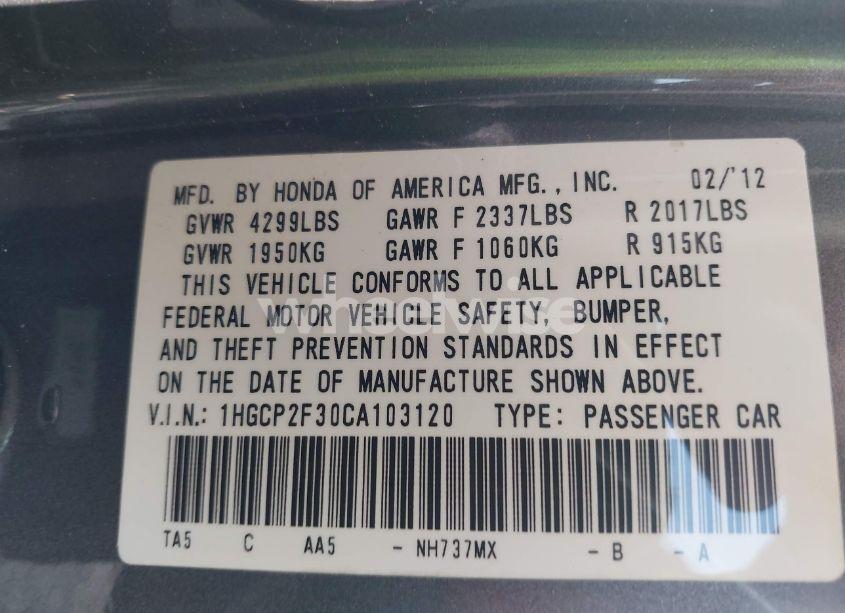 MFD. BY HONDA OF AMERICA MFG., INC. 02/'12
GVWR 4299LBS GAWR F 2337LBS R 2017LBS
GVWR 1950KG GAWR F 1060KG R 915KG
THIS VEHICLE CONFORMS TO ALL APPLICABLE
FEDERAL MOTOR VEHICLE SAFETY, BUMPER,
AND THEFT PREVENTION STANDARDS IN EFFECT
ON THE DATE OF MANUFACTURE SHOWN ABOVE.
V.I.N.: 1HGCP2F30CA103120 TYPE: PASSENGER CAR
TA5 C AA5 - NH737MX - B - A
wheelwise